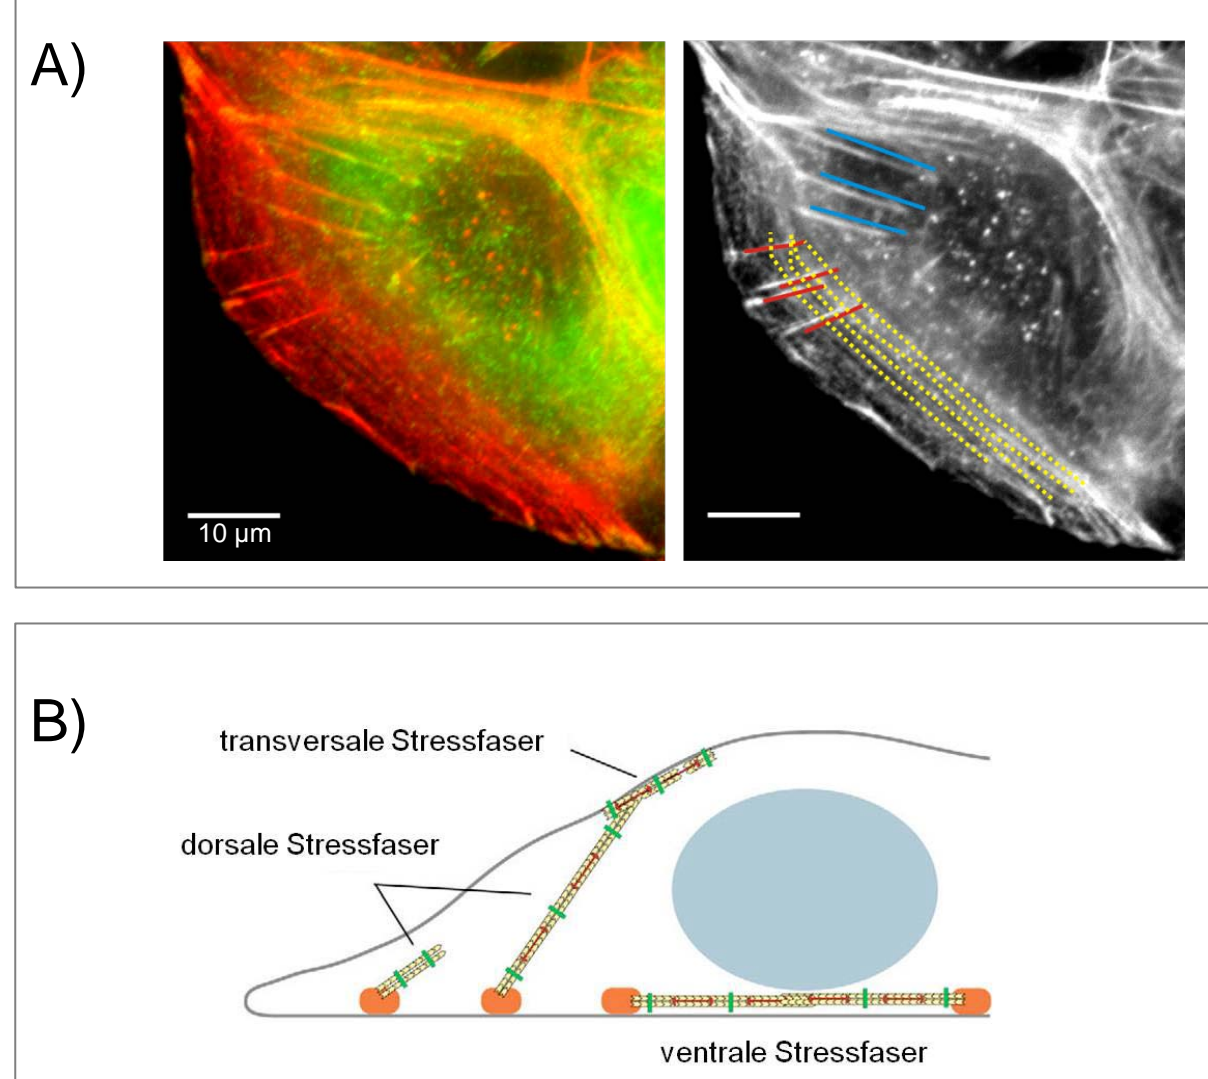 A)
10 µm
B)
transversale Stressfaser
dorsale Stressfaser
ventrale Stressfaser